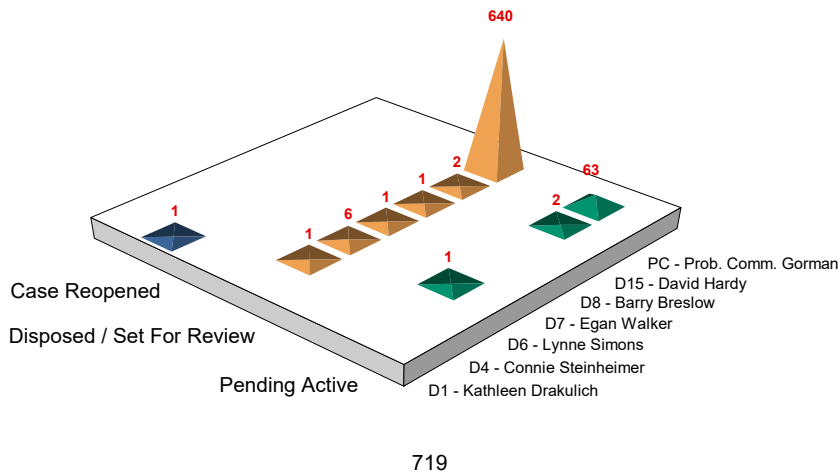 640
63
2
1
1
2
1
6
1
1
1
PC - Prob. Comm. Gorman
D15 - David Hardy
D8 - Barry Breslow
D7 - Egan Walker
D6 - Lynne Simons
D4 - Connie Steinheimer
D1 - Kathleen Drakulich
Case Reopened
Disposed / Set For Review
Pending Active
719